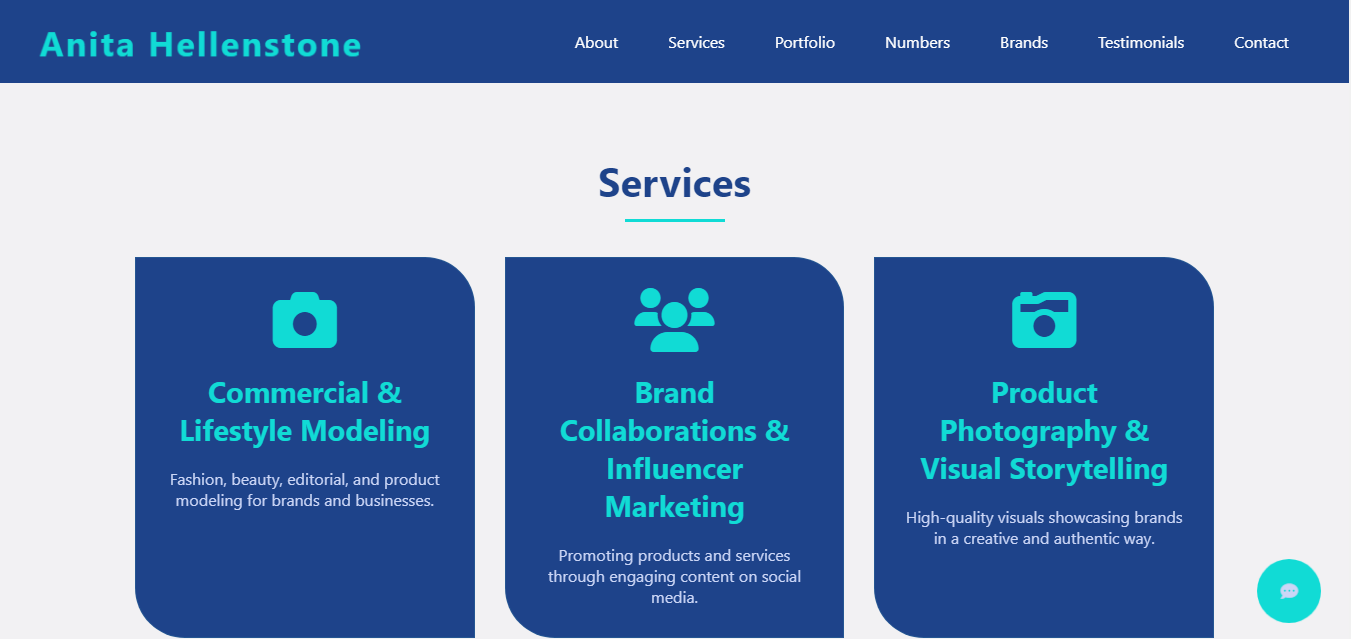 Anita Hellenstone
About Services Portfolio Numbers Brands Testimonials Contact
Services
Commercial &
Lifestyle Modeling
Fashion, beauty, editorial, and product
modeling for brands and businesses.
Brand
Collaborations &
Influencer
Marketing
Promoting products and services
through engaging content on social
media.
Product
Photography &
Visual Storytelling
High-quality visuals showcasing brands
in a creative and authentic way.